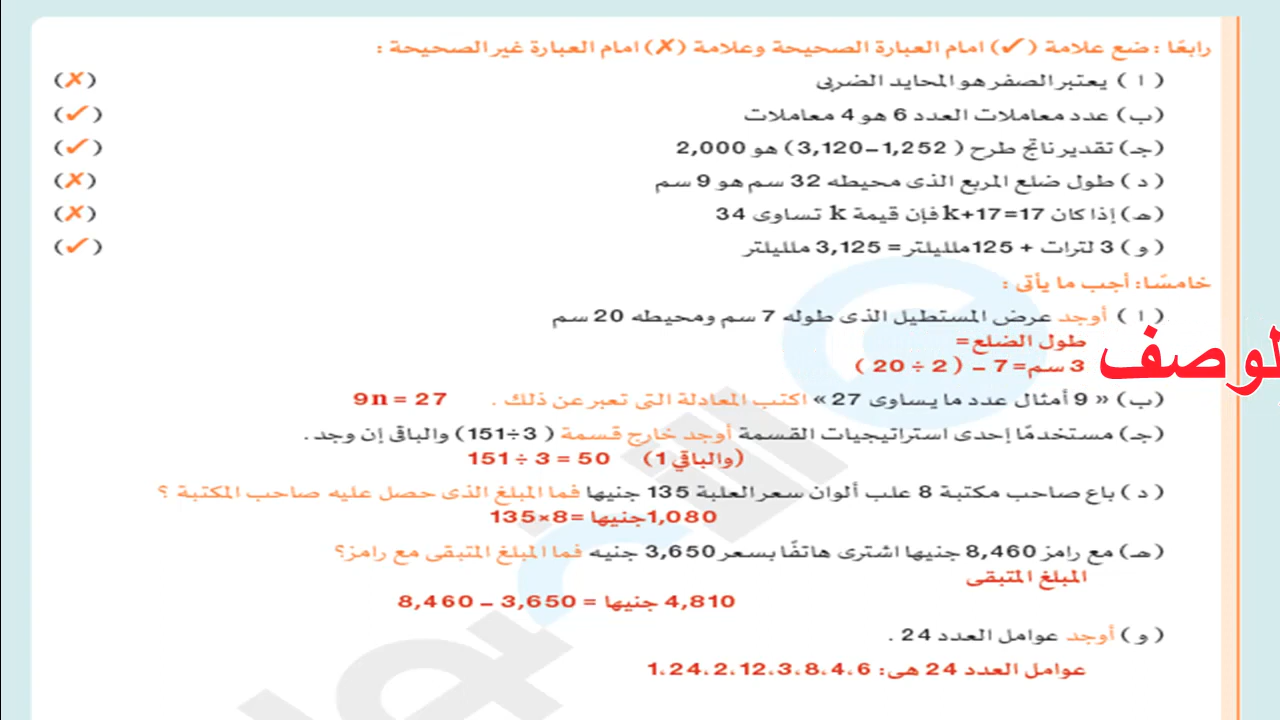 رابعًا: ضع علامة (✓) امام العبارة الصحيحة وعلامة (✗) امام العبارة غير الصحيحة:
(ا) يعتبر الصفر هو المحايد الضربى (✗)
(ب) عدد معاملات العدد 6 هو 4 معاملات (✓)
(جـ) تقدير ناتج طرح (3,120-1,252) هو 2,000 (✓)
(د) طول ضلع المربع الذى محيطه 32 سم هو 9 سم (✗)
(هـ) إذا كان k+17=17 فإن قيمة k تساوى 34 (✗)
(و) 3 لترات + 125 ملليلتر = 3,125 ملليلتر (✓)
خامسًا: أجب ما يأتى:
(ا) أوجد عرض المستطيل الذى طوله 7 سم ومحيطه 20 سم
طول الضلع=
(20 ÷ 2) - 7 = 3 سم
الوصف
(ب) « 9 أمثال عدد ما يساوى 27 » اكتب المعادلة التى تعبر عن ذلك . 9n = 27
(جـ) مستخدمًا إحدى استراتيجيات القسمة أوجد خارج قسمة (151÷3) والباقى إن وجد.
151 ÷ 3 = 50 (والباقي 1)
(د) باع صاحب مكتبة 8 علب ألوان سعر العلبة 135 جنيها فما المبلغ الذى حصل عليه صاحب المكتبة ؟
135×8=1,080 جنيها
(هـ) مع رامز 8,460 جنيها اشترى هاتفًا بسعر 3,650 جنيه فما المبلغ المتبقى مع رامز؟
المبلغ المتبقى
8,460 - 3,650 = 4,810 جنيها
(و) أوجد عوامل العدد 24 .
عوامل العدد 24 هى: 6،4،8،3،12،2،24،1